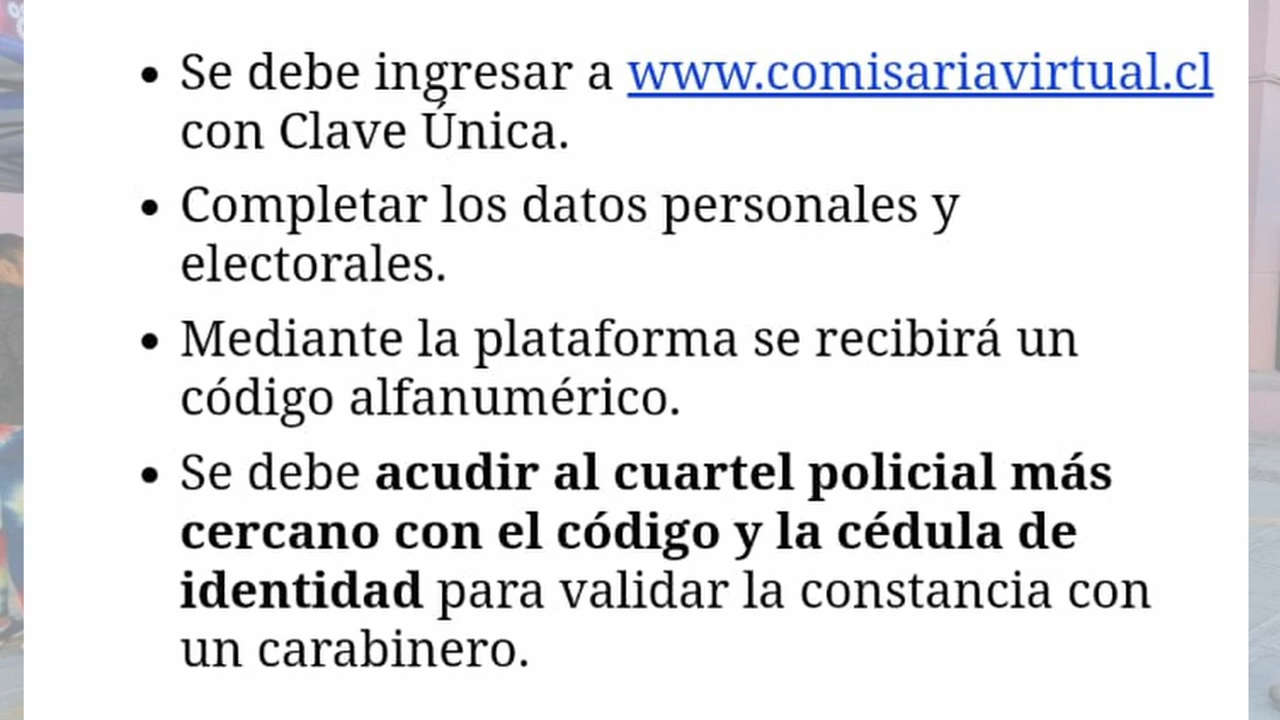 • Se debe ingresar a www.comisariavirtual.cl
con Clave Única.
• Completar los datos personales y
electorales.
• Mediante la plataforma se recibirá un
código alfanumérico.
• Se debe acudir al cuartel policial más
cercano con el código y la cédula de
identidad para validar la constancia con
un carabinero.